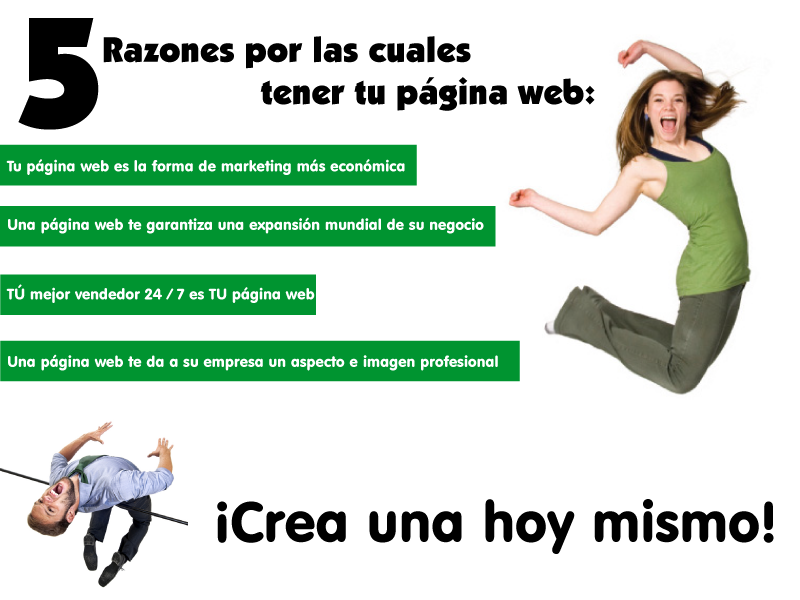 5 Razones por las cuales
tener tu página web:
Tu página web es la forma de marketing más económica
Una página web te garantiza una expansión mundial de su negocio
TÚ mejor vendedor 24 / 7 es TU página web
Una página web te da a su empresa un aspecto e imagen profesional
¡Crea una hoy mismo!